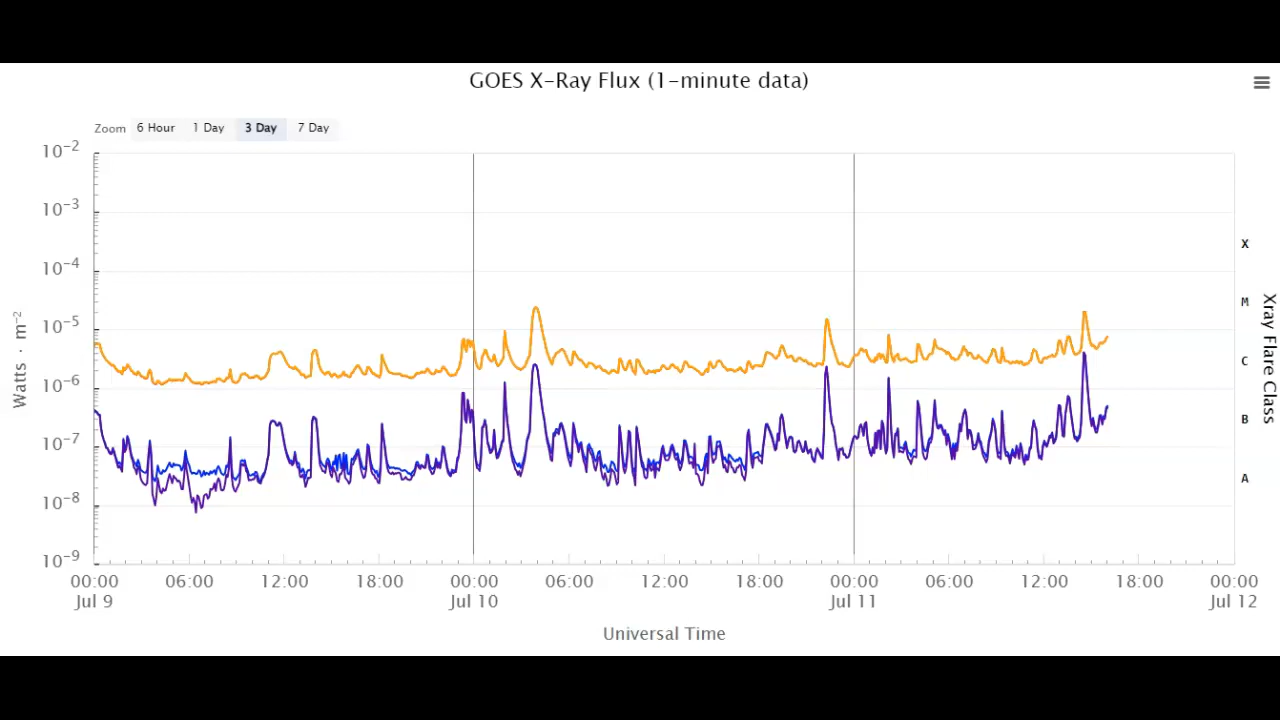 GOES X-Ray Flux (1-minute data)
Zoom 6 Hour 1 Day 3 Day 7 Day
10⁻²
10⁻³
10⁻⁴
10⁻⁵
10⁻⁶
10⁻⁷
10⁻⁸
10⁻⁹
Watts · m⁻²
X
M
C
B
A
Xray Flare Class
00:00 06:00 12:00 18:00 00:00 06:00 12:00 18:00 00:00 06:00 12:00 18:00 00:00
Jul 9 Jul 10 Jul 11 Jul 12
Universal Time